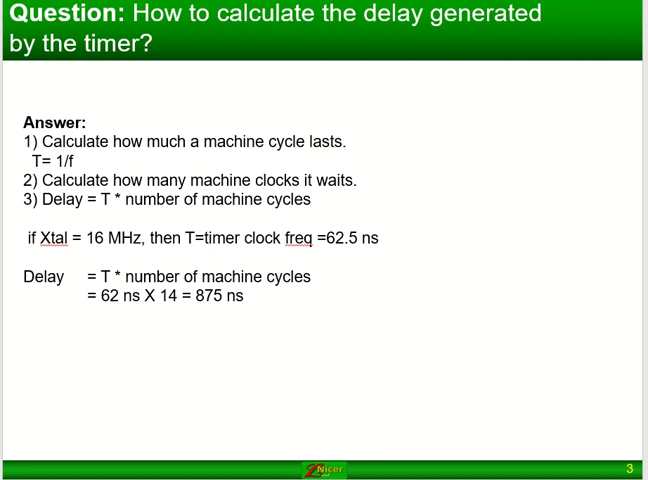 Question: How to calculate the delay generated
by the timer?
Answer:
1) Calculate how much a machine cycle lasts.
T= 1/f
2) Calculate how many machine clocks it waits.
3) Delay = T * number of machine cycles
if Xtal = 16 MHz, then T=timer clock freq =62.5 ns
Delay = T * number of machine cycles
= 62 ns X 14 = 875 ns
Nicer
3